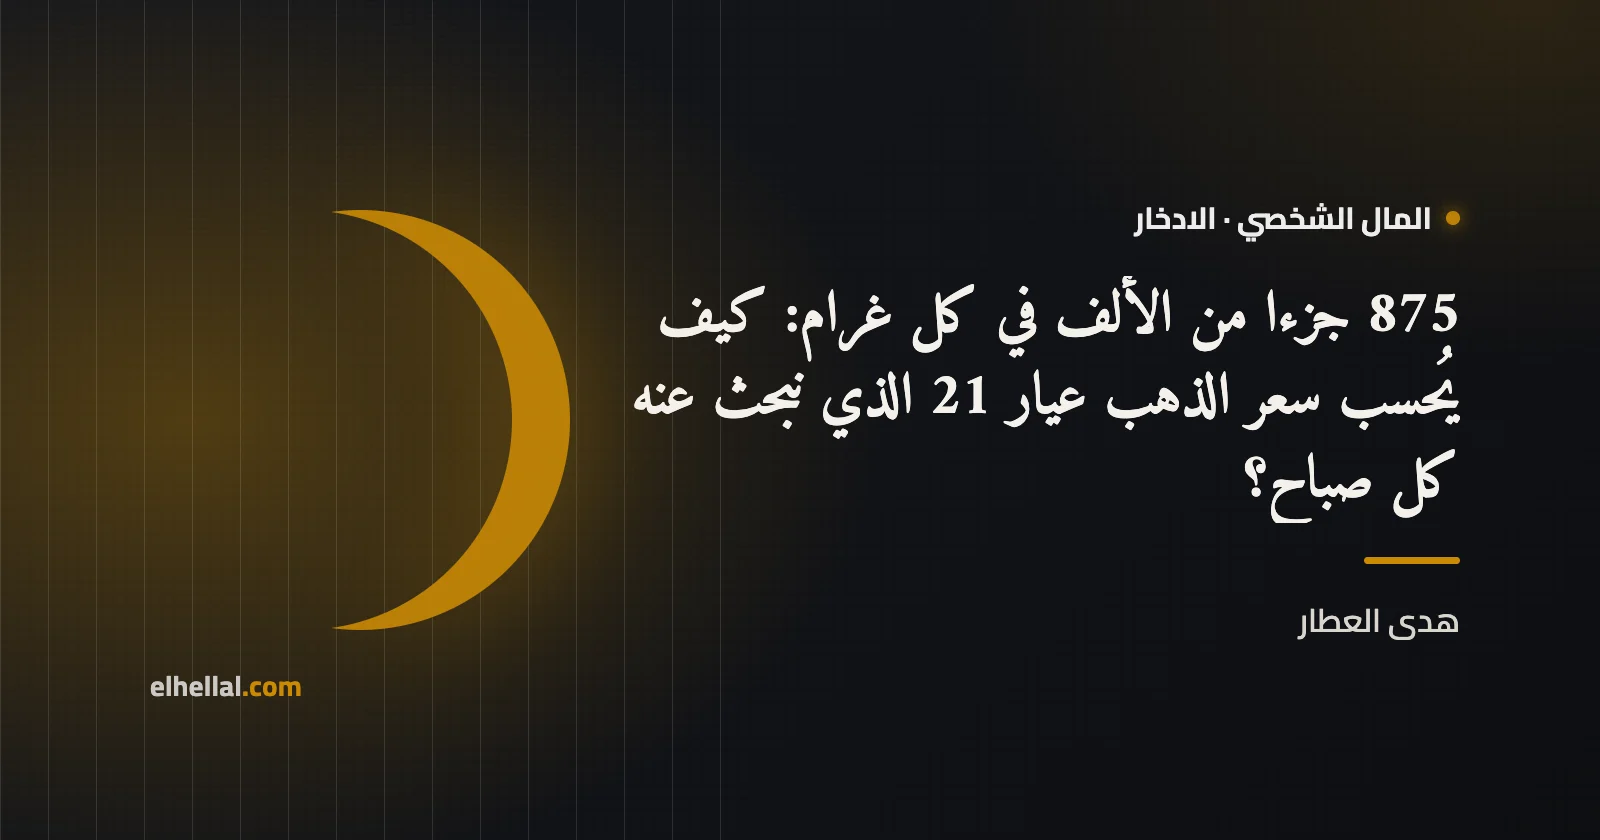 المال الشخصي · الادخار
875 جزءا من الألف في كل غرام: كيف
يُحسب سعر الذهب عيار 21 الذي نبحث عنه
كل صباح؟
هدى العطار
elhellal.com